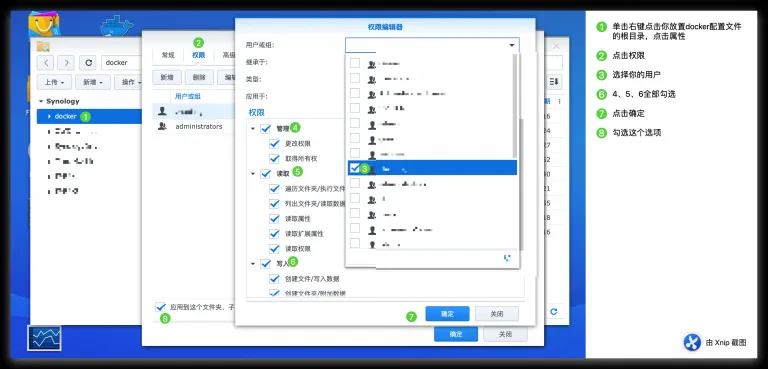 权限编辑器
用户或组:
继承于:
类型:
应用于:
权限
管理 4
更改权限
取得所有权
读取 5
遍历文件夹/执行文件
列出文件夹/读取数据
读取属性
读取扩展属性
读取权限
写入 6
创建文件/写入数据
创建文件夹/附加数据
3
7 确定 关闭
docker
上传 新增 操作
Synology
docker 1
2
常规 权限 高级
新增 删除 编辑
用户或组
administrators
应用到这个文件夹、子
8
确定 关闭
1 单击右键点击你放置docker配置文件
的根目录，点击属性
2 点击权限
3 选择你的用户
6 4、5、6全部勾选
7 点击确定
8 勾选这个选项
由 Xnip 截图